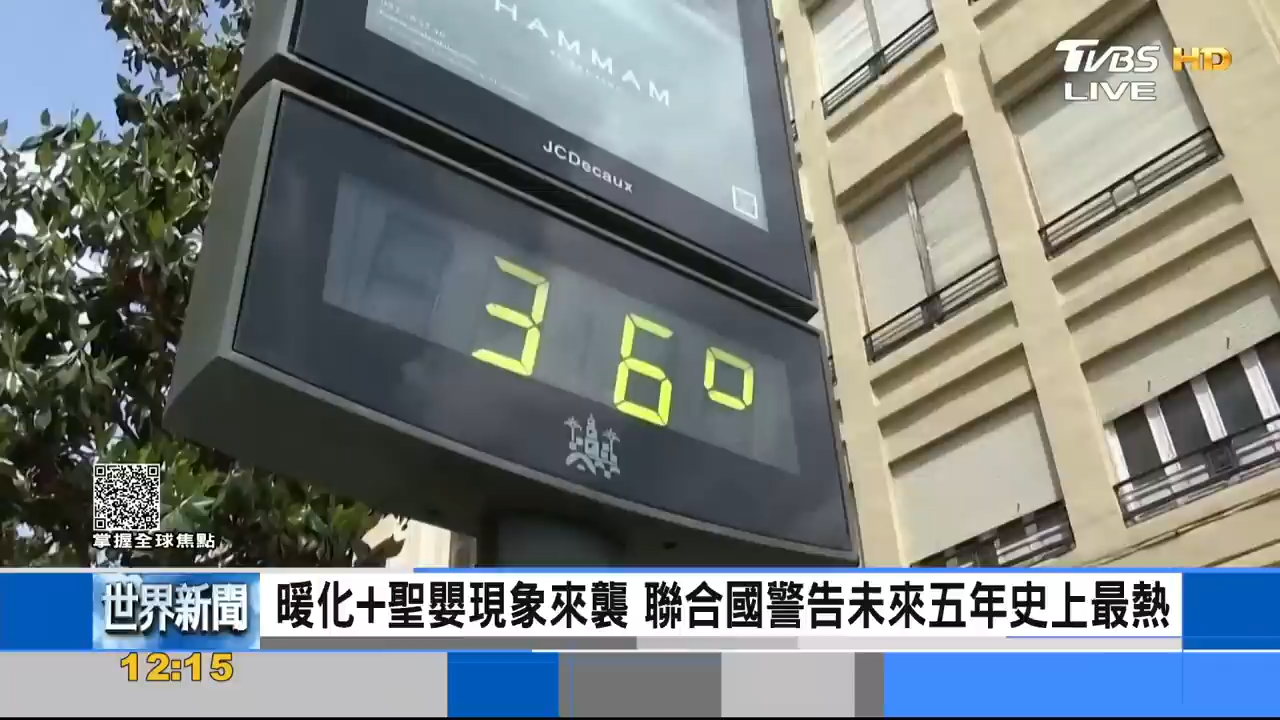 HAMMAM
TVBS HD
LIVE
JCDecaux
36°
掌握全球焦點
世界新聞
暖化+聖嬰現象來襲 聯合國警告未來五年史上最熱
12:15